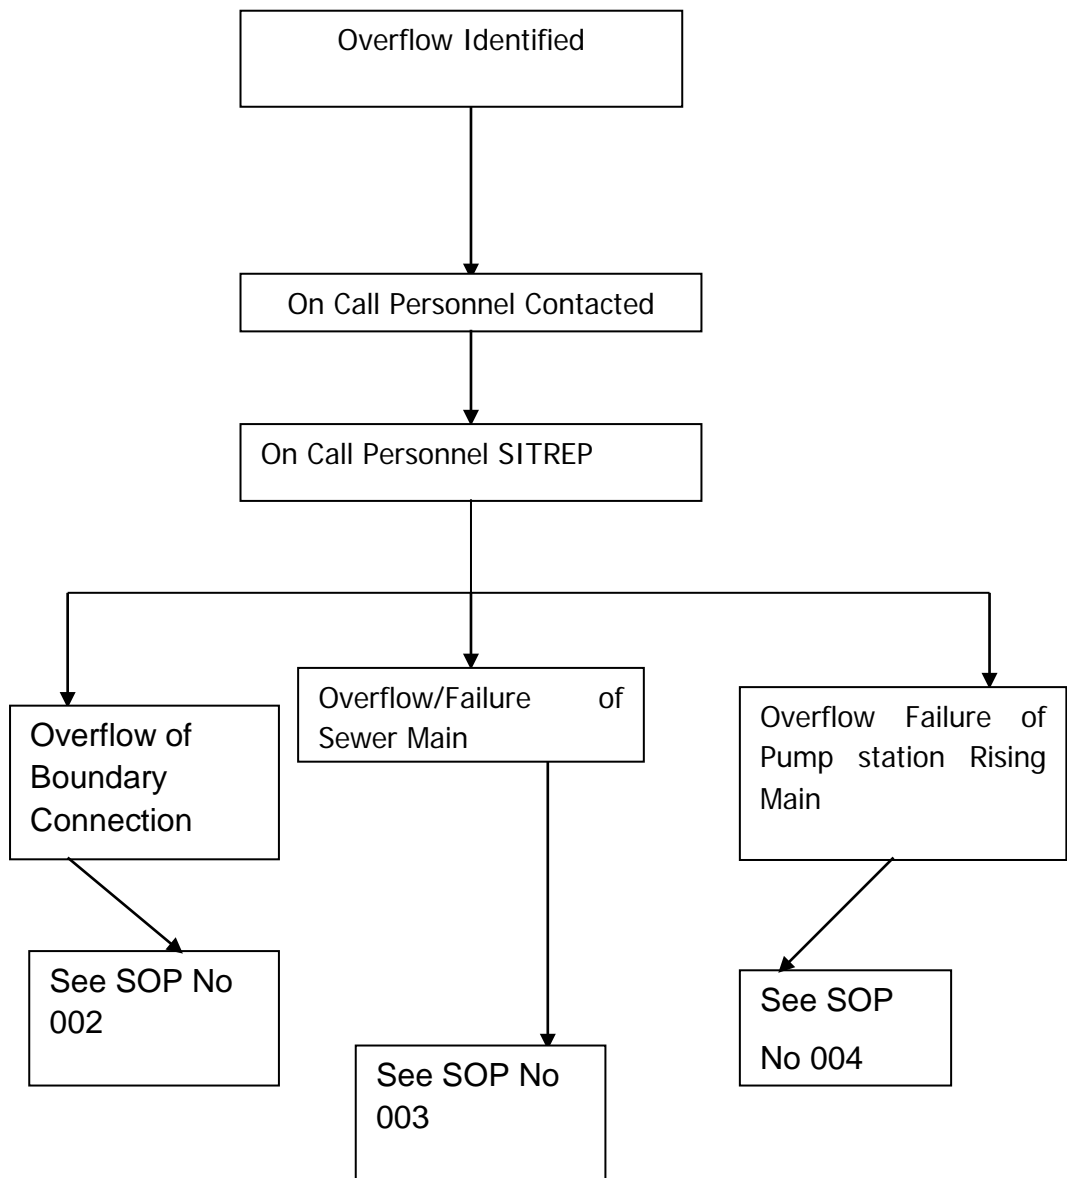 Overflow Identified
On Call Personnel Contacted
On Call Personnel SITREP
Overflow of
Boundary
Connection
Overflow/Failure of
Sewer Main
Overflow Failure of
Pump station Rising
Main
See SOP No
002
See SOP No
003
See SOP
No 004